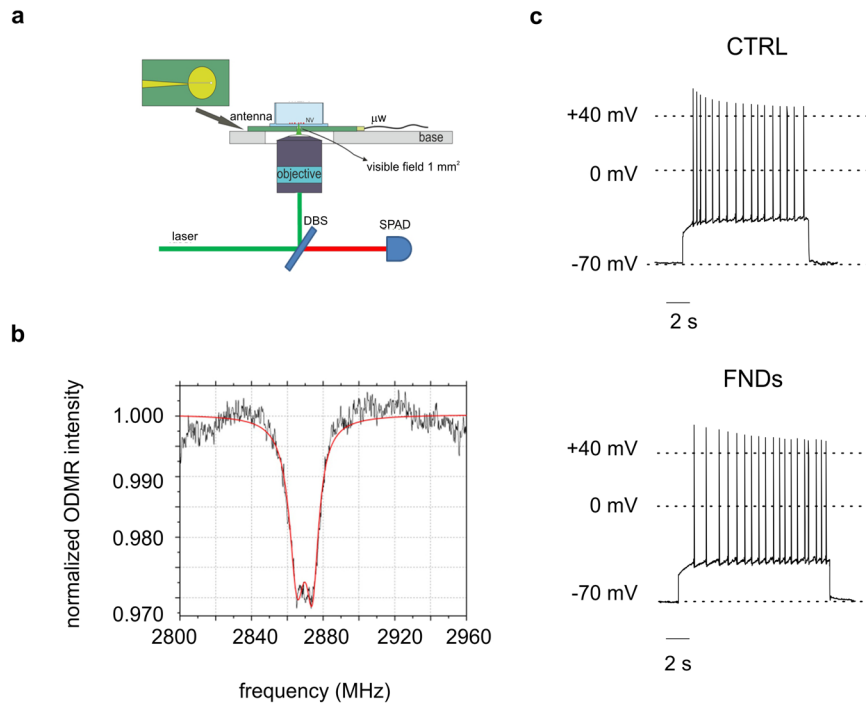 a
antenna
NV
μw
base
visible field 1 mm²
objective
DBS
SPAD
laser
b
normalized ODMR intensity
1.000
0.990
0.980
0.970
2800 2840 2880 2920 2960
frequency (MHz)
c
CTRL
+40 mV
0 mV
-70 mV
2 s
FNDs
+40 mV
0 mV
-70 mV
2 s